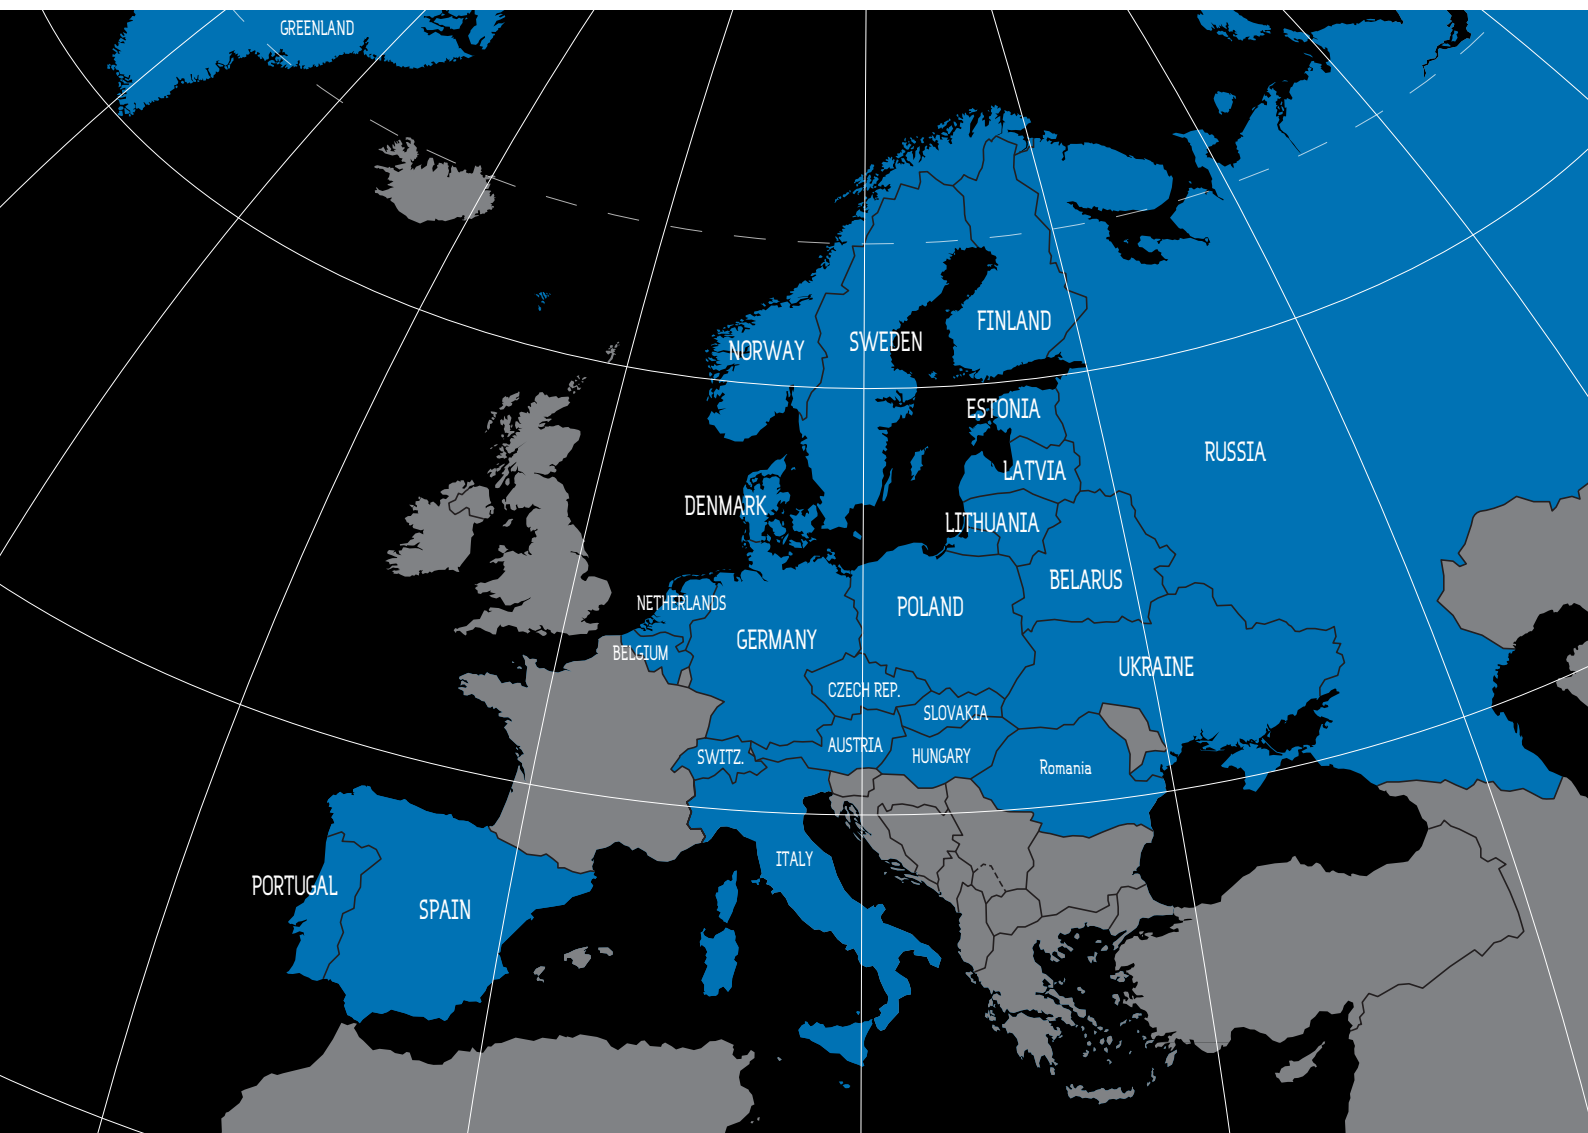 GREENLAND
NORWAY
SWEDEN
FINLAND
ESTONIA
RUSSIA
LATVIA
DENMARK
LITHUANIA
BELARUS
NETHERLANDS
POLAND
GERMANY
BELGIUM
UKRAINE
CZECH REP.
SLOVAKIA
AUSTRIA
SWITZ.
HUNGARY
Romania
ITALY
PORTUGAL
SPAIN